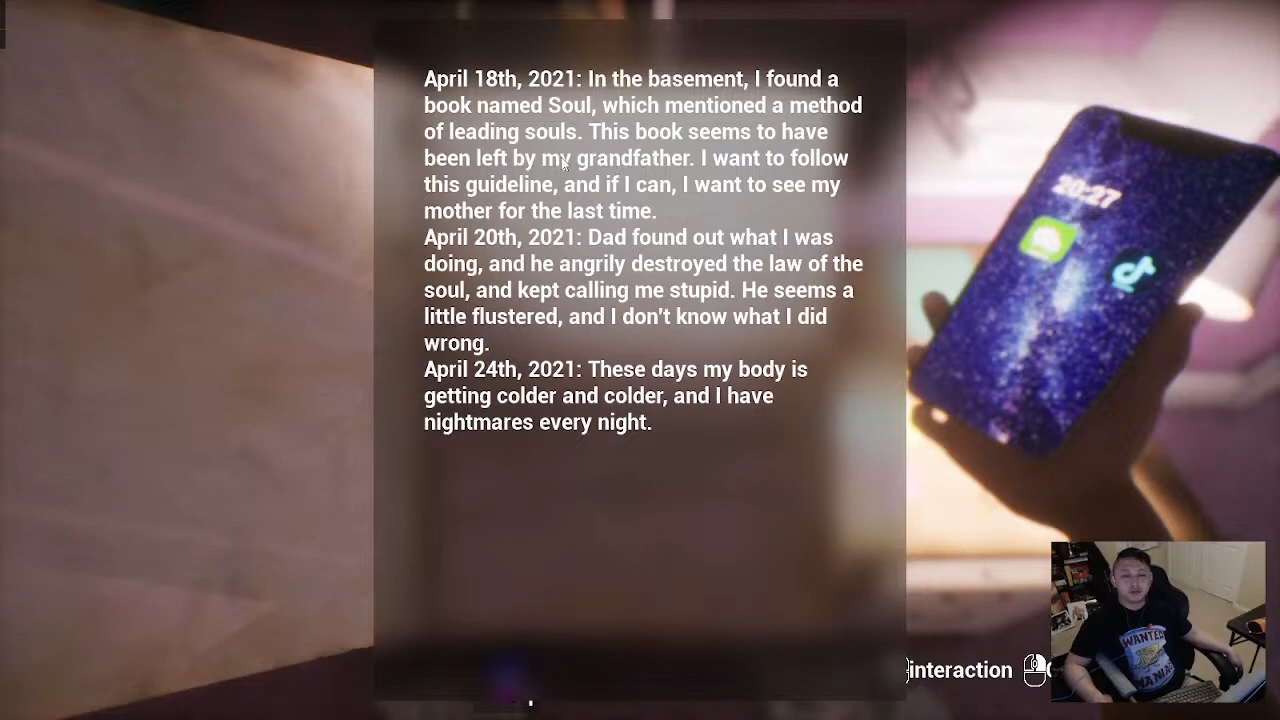 April 18th, 2021: In the basement, I found a
book named Soul, which mentioned a method
of leading souls. This book seems to have
been left by my grandfather. I want to follow
this guideline, and if I can, I want to see my
mother for the last time.
April 20th, 2021: Dad found out what I was
doing, and he angrily destroyed the law of the
soul, and kept calling me stupid. He seems a
little flustered, and I don't know what I did
wrong.
April 24th, 2021: These days my body is
getting colder and colder, and I have
nightmares every night.
20:27
interaction
WANTED